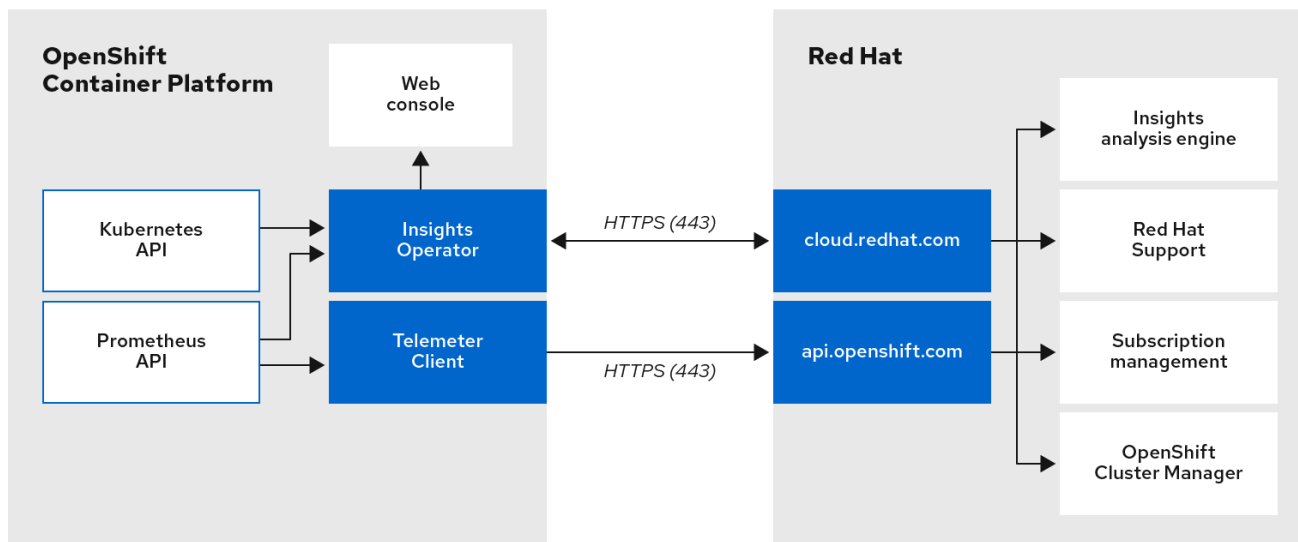 OpenShift
Container Platform
Web
console
Kubernetes
API
Insights
Operator
Prometheus
API
Telemeter
Client
HTTPS (443)
HTTPS (443)
Red Hat
cloud.redhat.com
api.openshift.com
Insights
analysis engine
Red Hat
Support
Subscription
management
OpenShift
Cluster Manager